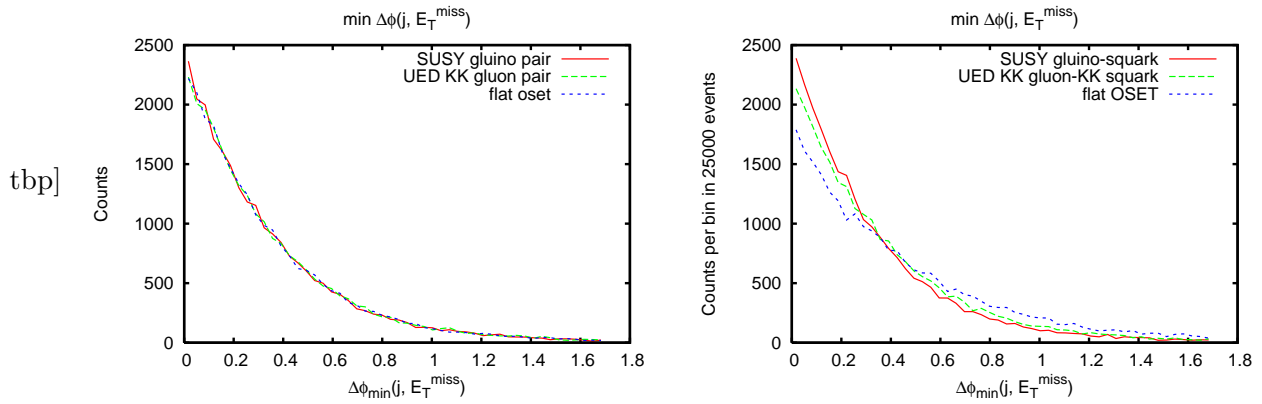 tbp]
min Δϕ(j, E_T^miss)
Counts
2500
2000
1500
1000
500
0
SUSY gluino pair
UED KK gluon pair
flat oset
0 0.2 0.4 0.6 0.8 1 1.2 1.4 1.6 1.8
Δϕ_min(j, E_T^miss)
min Δϕ(j, E_T^miss)
Counts per bin in 25000 events
2500
2000
1500
1000
500
0
SUSY gluino-squark
UED KK gluon-KK squark
flat OSET
0 0.2 0.4 0.6 0.8 1 1.2 1.4 1.6 1.8
Δϕ_min(j, E_T^miss)